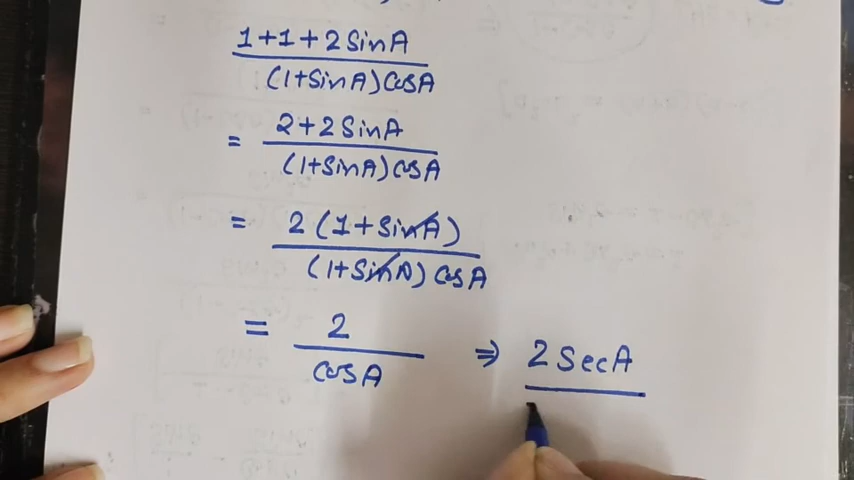 1+1+2SinA
(1+SinA)CosA
= 2+2SinA
(1+SinA)CosA
= 2(1+SinA)
(1+SinA)CosA
= 2 ⇒ 2SecA
CosA